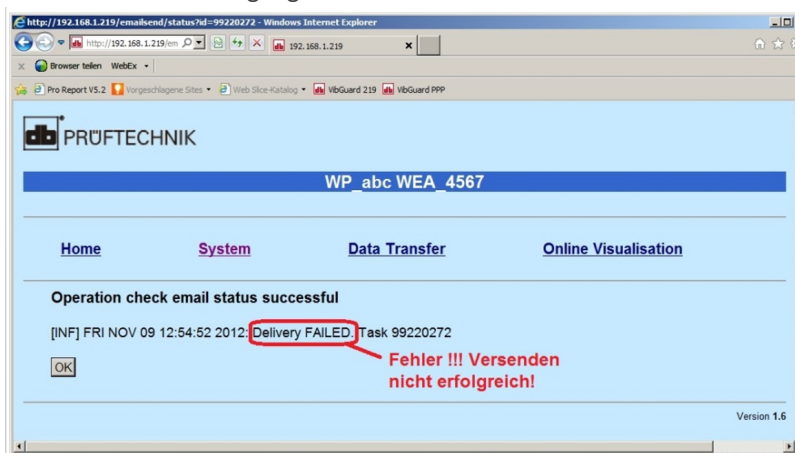 http://192.168.1.219/emailsend/status?id=99220272 - Windows Internet Explorer
http://192.168.1.219/em
192.168.1.219
Browser teilen WebEx
Pro Report V5.2 Vorgeschlagene Sites Web Slice-Katalog VibGuard 219 VibGuard PPP
PRÜFTECHNIK
WP_abc WEA_4567
Home System Data Transfer Online Visualisation
Operation check email status successful
[INF] FRI NOV 09 12:54:52 2012: Delivery FAILED. Task 99220272
Fehler !!! Versenden
OK
nicht erfolgreich!
Version 1.6